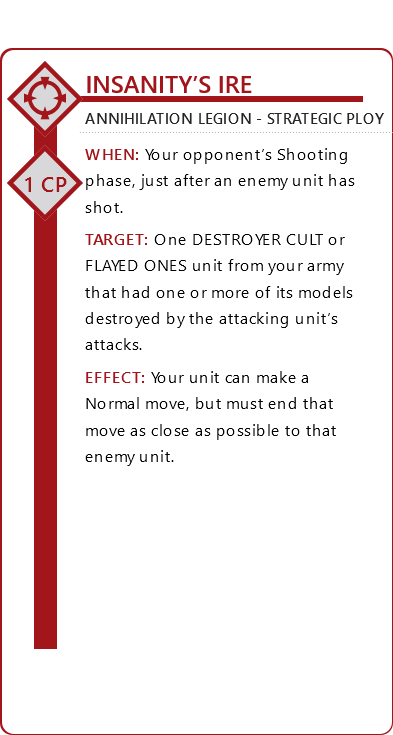 INSANITY'S IRE
ANNIHILATION LEGION - STRATEGIC PLOY
1 CP
WHEN: Your opponent's Shooting
phase, just after an enemy unit has
shot.
TARGET: One DESTROYER CULT or
FLAYED ONES unit from your army
that had one or more of its models
destroyed by the attacking unit's
attacks.
EFFECT: Your unit can make a
Normal move, but must end that
move as close as possible to that
enemy unit.